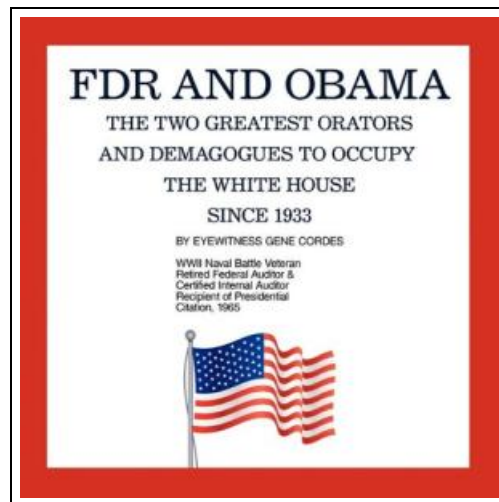 FDR AND OBAMA
THE TWO GREATEST ORATORS
AND DEMAGOGUES TO OCCUPY
THE WHITE HOUSE
SINCE 1933
BY EYEWITNESS GENE CORDES
WWII Naval Battle Veteran
Retired Federal Auditor &
Certified Internal Auditor
Recipient of Presidential
Citation, 1965